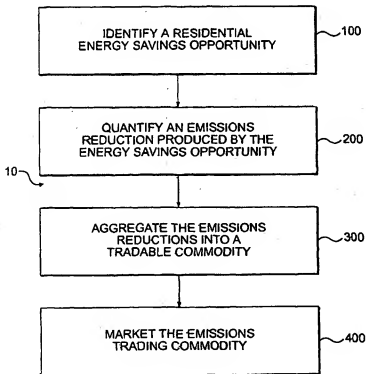 IDENTIFY A RESIDENTIAL
ENERGY SAVINGS OPPORTUNITY
100
QUANTIFY AN EMISSIONS
REDUCTION PRODUCED BY THE
ENERGY SAVINGS OPPORTUNITY
200
10
AGGREGATE THE EMISSIONS
REDUCTIONS INTO A
TRADABLE COMMODITY
300
MARKET THE EMISSIONS
TRADING COMMODITY
400